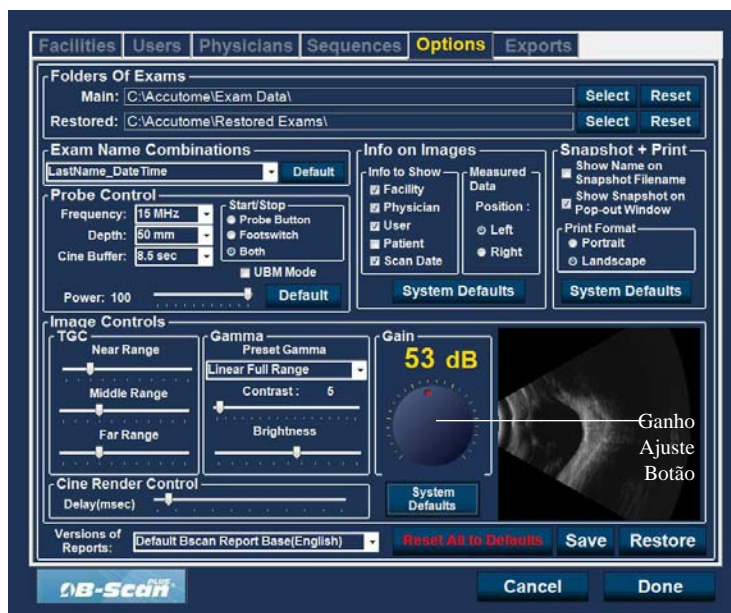 Facilities Users Physicians Sequences Options Exports
Folders Of Exams
Main: C:\Accutome\Exam Data\ Select Reset
Restored: C:\Accutome\Restored Exams\ Select Reset
Exam Name Combinations
LastName_DateTime Default
Probe Control
Frequency: 15 MHz
Depth: 50 mm
Cine Buffer: 8.5 sec
Start/Stop
Probe Button
Footswitch
Both
UBM Mode
Power: 100 Default
Info on Images
Info to Show
Facility
Physician
User
Patient
Scan Date
Measured
Data
Position :
Left
Right
System Defaults
Snapshot + Print
Show Name on
Snapshot Filename
Show Snapshot on
Pop-out Window
Print Format
Portrait
Landscape
System Defaults
Image Controls
TGC
Near Range
Middle Range
Far Range
Gamma
Preset Gamma
Linear Full Range
Contrast : 5
Brightness
Gain
53 dB
Ganho
Ajuste
Botão
Cine Render Control
Delay(msec)
System
Defaults
Versions of
Reports:
Default Bscan Report Base(English)
Reset All to Defaults Save Restore
B-Scan PLUS
Cancel Done